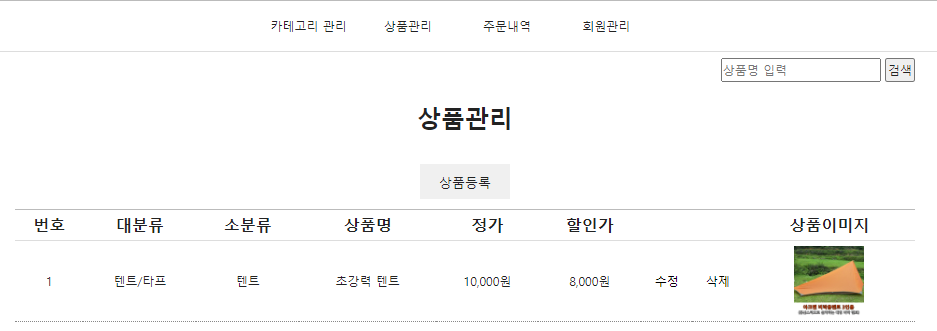 카테고리 관리 상품관리 주문내역 회원관리
상품명 입력 검색
상품관리
상품등록
번호 대분류 소분류 상품명 정가 할인가 상품이미지
1 텐트/타프 텐트 초강력 텐트 10,000원 8,000원 수정 삭제